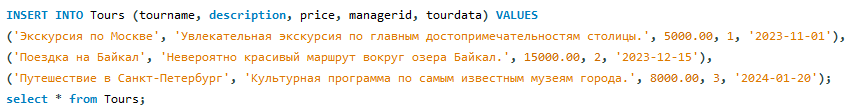 INSERT INTO Tours (tourname, description, price, managerid, tourdata) VALUES
('Экскурсия по Москве', 'Увлекательная экскурсия по главным достопримечательностям столицы.', 5000.00, 1, '2023-11-01'),
('Поездка на Байкал', 'Невероятно красивый маршрут вокруг озера Байкал.', 15000.00, 2, '2023-12-15'),
('Путешествие в Санкт-Петербург', 'Культурная программа по самым известным музеям города.', 8000.00, 3, '2024-01-20');
select * from Tours;